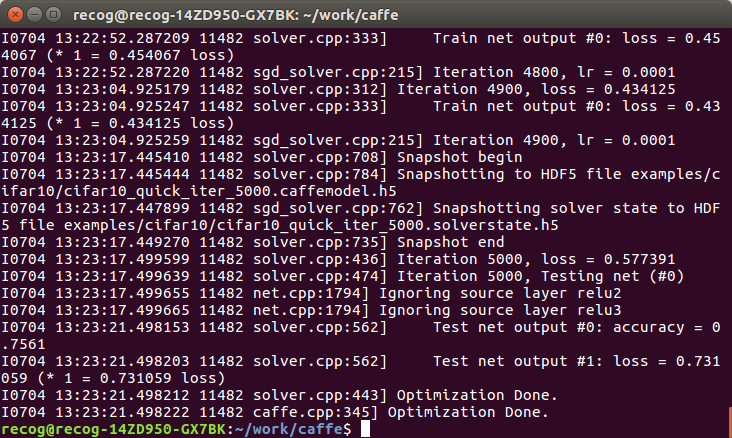 recog@recog-14ZD950-GX7BK: ~/work/caffe
I0704 13:22:52.287209 11482 solver.cpp:333]     Train net output #0: loss = 0.45
4067 (* 1 = 0.454067 loss)
I0704 13:22:52.287220 11482 sgd_solver.cpp:215] Iteration 4800, lr = 0.0001
I0704 13:23:04.925179 11482 solver.cpp:312] Iteration 4900, loss = 0.434125
I0704 13:23:04.925247 11482 solver.cpp:333]     Train net output #0: loss = 0.43
4125 (* 1 = 0.434125 loss)
I0704 13:23:04.925259 11482 sgd_solver.cpp:215] Iteration 4900, lr = 0.0001
I0704 13:23:17.445410 11482 solver.cpp:708] Snapshot begin
I0704 13:23:17.445444 11482 solver.cpp:784] Snapshotting to HDF5 file examples/c
ifar10/cifar10_quick_iter_5000.caffemodel.h5
I0704 13:23:17.447899 11482 sgd_solver.cpp:762] Snapshotting solver state to HDF
5 file examples/cifar10/cifar10_quick_iter_5000.solverstate.h5
I0704 13:23:17.449270 11482 solver.cpp:735] Snapshot end
I0704 13:23:17.499599 11482 solver.cpp:436] Iteration 5000, loss = 0.577391
I0704 13:23:17.499639 11482 solver.cpp:474] Iteration 5000, Testing net (#0)
I0704 13:23:17.499655 11482 net.cpp:1794] Ignoring source layer relu2
I0704 13:23:17.499665 11482 net.cpp:1794] Ignoring source layer relu3
I0704 13:23:21.498153 11482 solver.cpp:562]     Test net output #0: accuracy = 0
.7561
I0704 13:23:21.498203 11482 solver.cpp:562]     Test net output #1: loss = 0.731
059 (* 1 = 0.731059 loss)
I0704 13:23:21.498212 11482 solver.cpp:443] Optimization Done.
I0704 13:23:21.498222 11482 caffe.cpp:345] Optimization Done.
recog@recog-14ZD950-GX7BK:~/work/caffe$